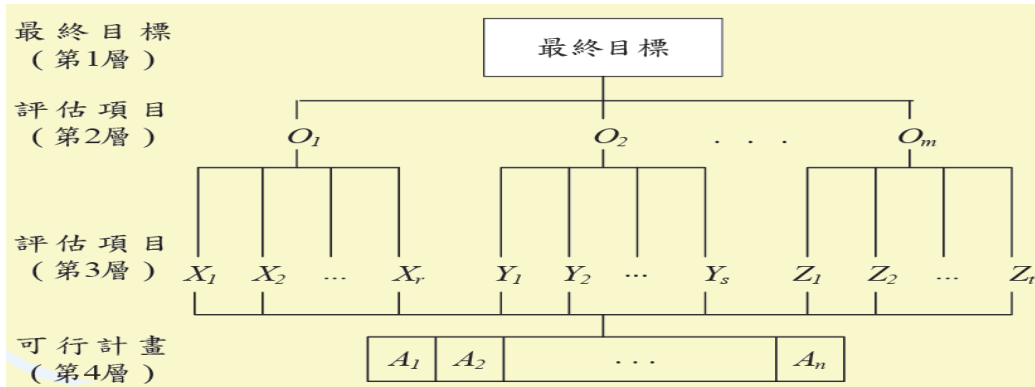 最終目標
(第1層)
最終目標
評估項目
(第2層)
O₁ O₂ . . . Oₘ
評估項目
(第3層)
X₁ X₂ ... Xᵣ Y₁ Y₂ ... Yₛ Z₁ Z₂ ... Zₜ
可行計畫
(第4層)
A₁ A₂ . . . Aₙ